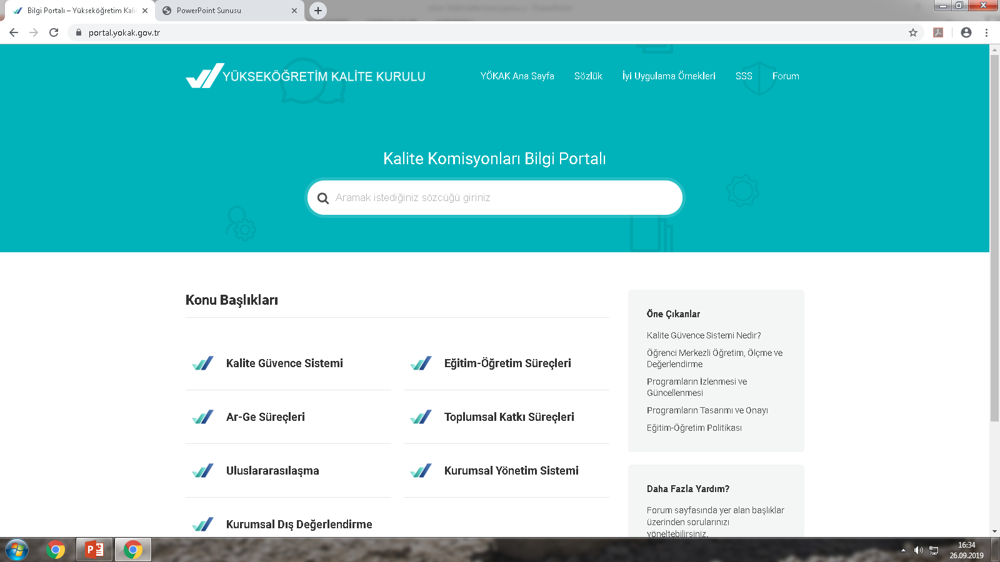 Bilgi Portalı – Yükseköğretim Kali
PowerPoint Sunusu
portal.yokak.gov.tr
YÜKSEKÖĞRETİM KALİTE KURULU
YÖKAK Ana Sayfa
Sözlük
İyi Uygulama Örnekleri
SSS
Forum
Kalite Komisyonları Bilgi Portalı
Aramak istediğiniz sözcüğü giriniz
Konu Başlıkları
Kalite Güvence Sistemi
Eğitim-Öğretim Süreçleri
Ar-Ge Süreçleri
Toplumsal Katkı Süreçleri
Uluslararasılaşma
Kurumsal Yönetim Sistemi
Kurumsal Dış Değerlendirme
Öne Çıkanlar
Kalite Güvence Sistemi Nedir?
Öğrenci Merkezli Öğretim, Ölçme ve
Değerlendirme
Programların İzlenmesi ve
Güncellenmesi
Programların Tasarımı ve Onayı
Eğitim-Öğretim Politikası
Daha Fazla Yardım?
Forum sayfasında yer alan başlıklar
üzerinden sorularınızı
yöneltebilirsiniz.
16:34
26.09.2019